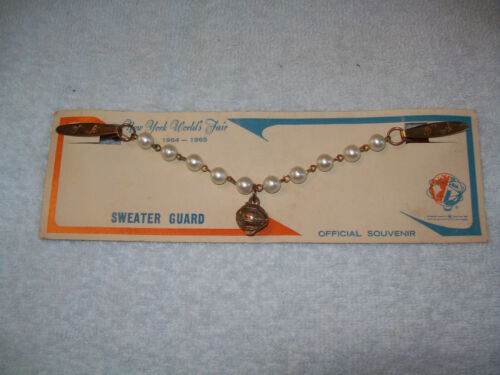 New York World's Fair
1964 — 1965
SWEATER GUARD
OFFICIAL SOUVENIR